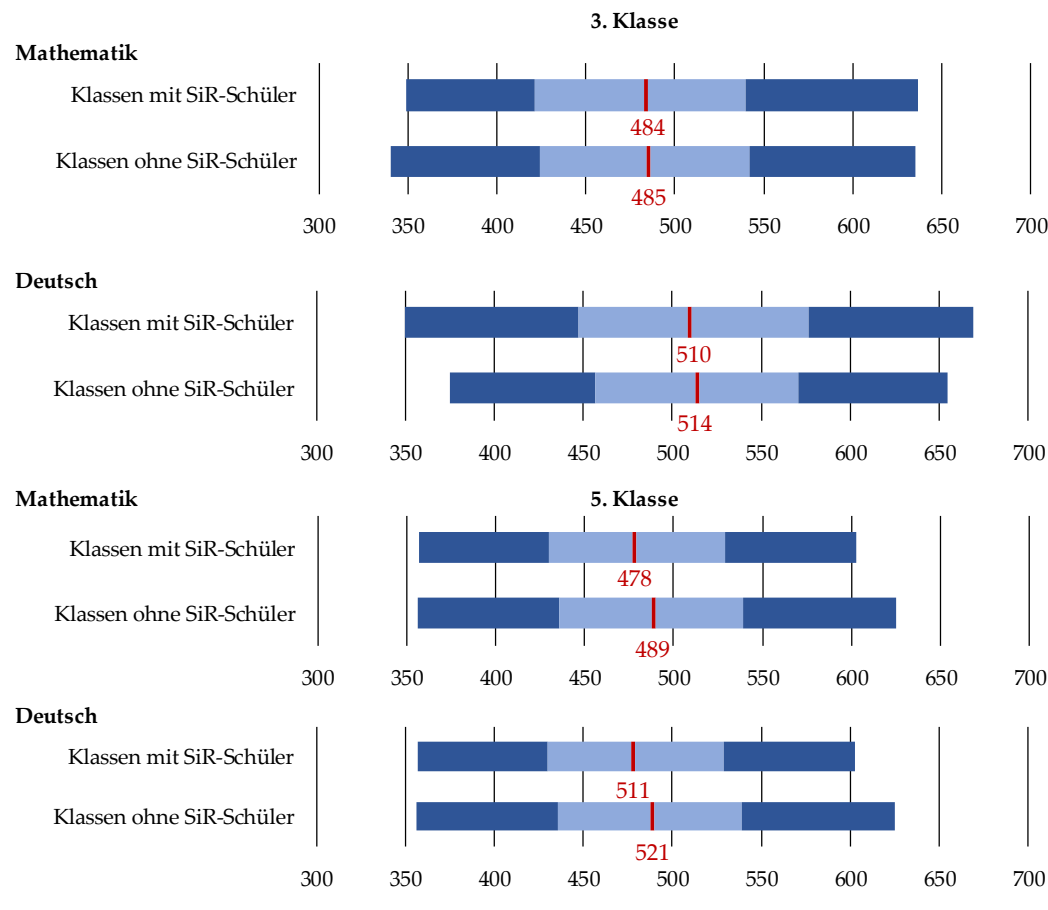 3. Klasse
Mathematik
Klassen mit SiR-Schüler
484
Klassen ohne SiR-Schüler
485
300 350 400 450 500 550 600 650 700
Deutsch
Klassen mit SiR-Schüler
510
Klassen ohne SiR-Schüler
514
300 350 400 450 500 550 600 650 700
Mathematik 5. Klasse
Klassen mit SiR-Schüler
478
Klassen ohne SiR-Schüler
489
300 350 400 450 500 550 600 650 700
Deutsch
Klassen mit SiR-Schüler
511
Klassen ohne SiR-Schüler
521
300 350 400 450 500 550 600 650 700